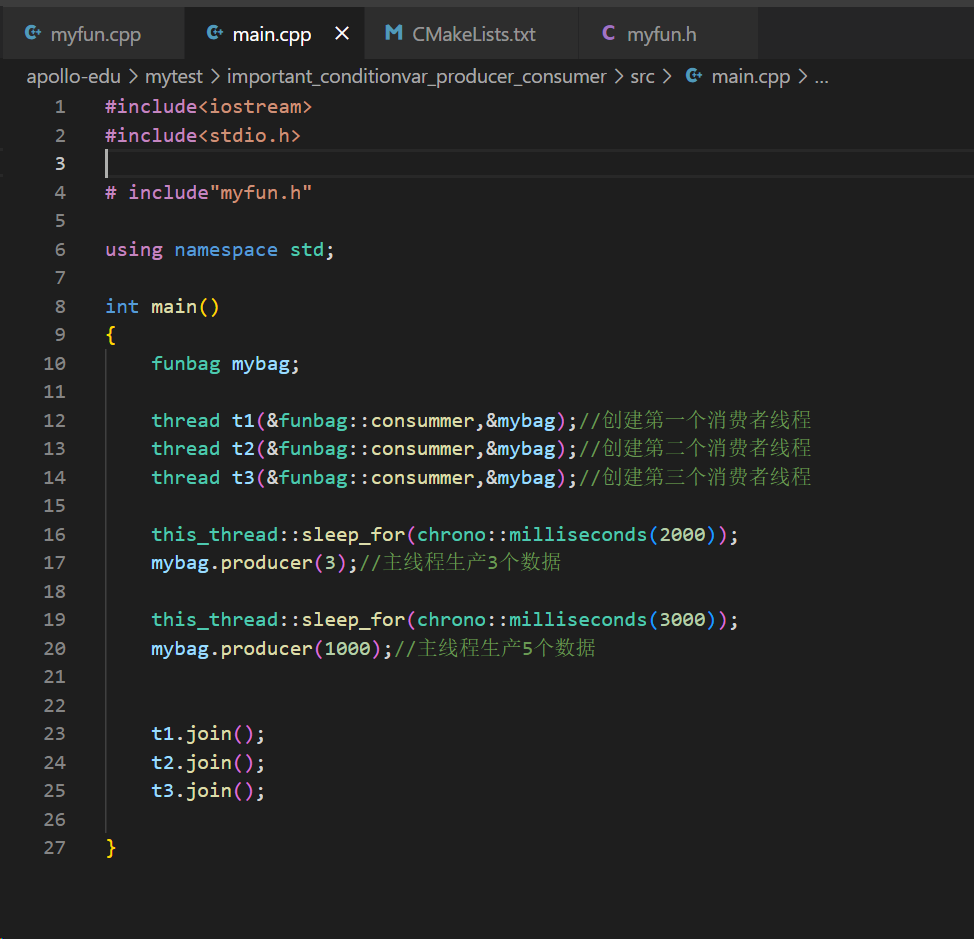 myfun.cpp main.cpp CMakeLists.txt myfun.h
apollo-edu > mytest > important_conditionvar_producer_consumer > src > main.cpp > ...
1 #include<iostream>
2 #include<stdio.h>
3
4 # include"myfun.h"
5
6 using namespace std;
7
8 int main()
9 {
10 funbag mybag;
11
12 thread t1(&funbag::consummer,&mybag);//创建第一个消费者线程
13 thread t2(&funbag::consummer,&mybag);//创建第二个消费者线程
14 thread t3(&funbag::consummer,&mybag);//创建第三个消费者线程
15
16 this_thread::sleep_for(chrono::milliseconds(2000));
17 mybag.producer(3);//主线程生产3个数据
18
19 this_thread::sleep_for(chrono::milliseconds(3000));
20 mybag.producer(1000);//主线程生产5个数据
21
22
23 t1.join();
24 t2.join();
25 t3.join();
26
27 }